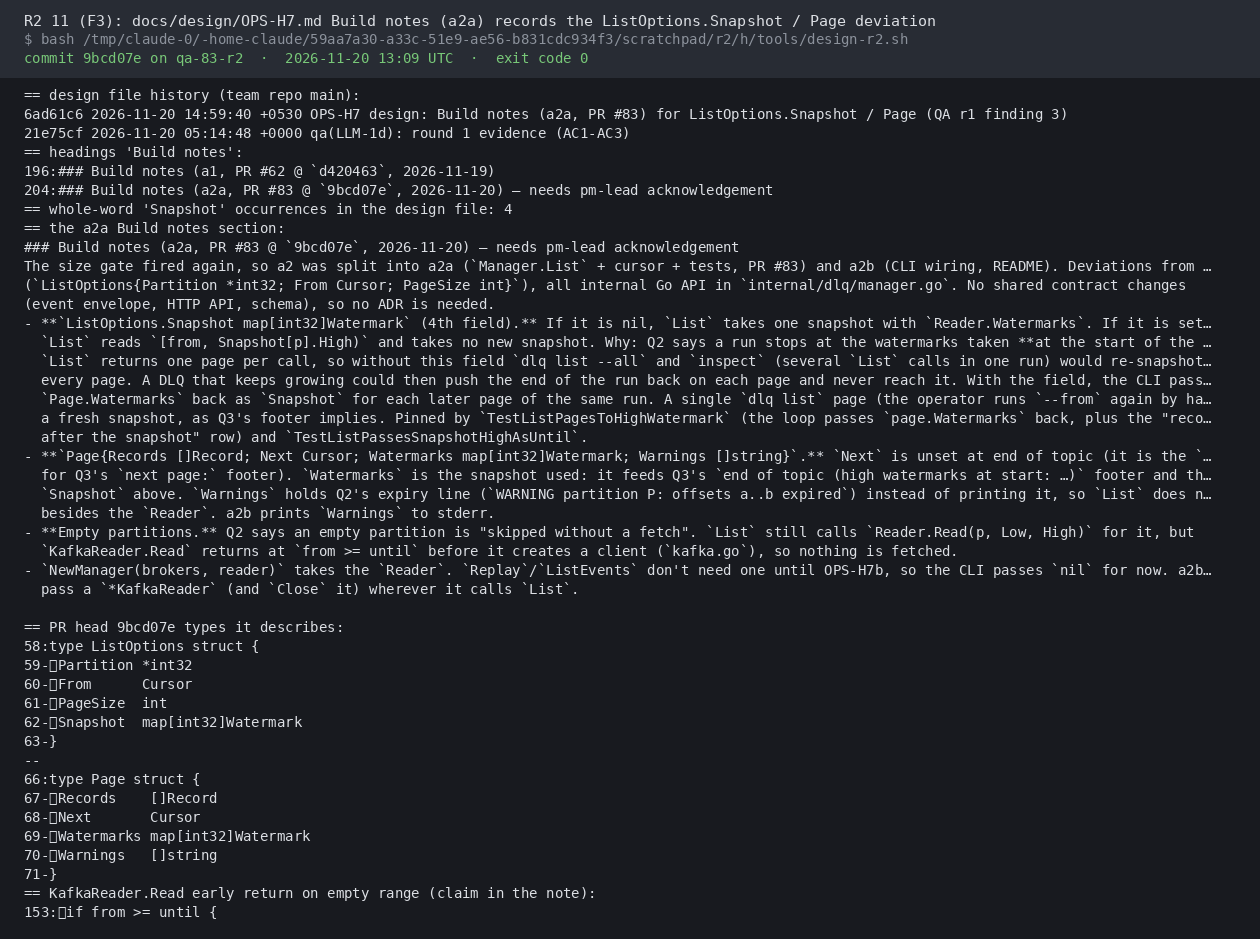 R2 11 (F3): docs/design/OPS-H7.md Build notes (a2a) records the ListOptions.Snapshot / Page deviation
$ bash /tmp/claude-0/-home-claude/59aa7a30-a33c-51e9-ae56-b831cdc934f3/scratchpad/r2/h/tools/design-r2.sh
commit 9bcd07e on qa-83-r2  ·  2026-11-20 13:09 UTC  ·  exit code 0
== design file history (team repo main):
6ad61c6 2026-11-20 14:59:40 +0530 OPS-H7 design: Build notes (a2a, PR #83) for ListOptions.Snapshot / Page (QA r1 finding 3)
21e75cf 2026-11-20 05:14:48 +0000 qa(LLM-1d): round 1 evidence (AC1-AC3)
== headings 'Build notes':
196:### Build notes (a1, PR #62 @ `d420463`, 2026-11-19)
204:### Build notes (a2a, PR #83 @ `9bcd07e`, 2026-11-20) — needs pm-lead acknowledgement
== whole-word 'Snapshot' occurrences in the design file: 4
== the a2a Build notes section:
### Build notes (a2a, PR #83 @ `9bcd07e`, 2026-11-20) — needs pm-lead acknowledgement
The size gate fired again, so a2 was split into a2a (`Manager.List` + cursor + tests, PR #83) and a2b (CLI wiring, README). Deviations from …
(`ListOptions{Partition *int32; From Cursor; PageSize int}`), all internal Go API in `internal/dlq/manager.go`. No shared contract changes
(event envelope, HTTP API, schema), so no ADR is needed.
- **`ListOptions.Snapshot map[int32]Watermark` (4th field).** If it is nil, `List` takes one snapshot with `Reader.Watermarks`. If it is set…
  `List` reads `[from, Snapshot[p].High)` and takes no new snapshot. Why: Q2 says a run stops at the watermarks taken **at the start of the …
  `List` returns one page per call, so without this field `dlq list --all` and `inspect` (several `List` calls in one run) would re-snapshot…
  every page. A DLQ that keeps growing could then push the end of the run back on each page and never reach it. With the field, the CLI pass…
  `Page.Watermarks` back as `Snapshot` for each later page of the same run. A single `dlq list` page (the operator runs `--from` again by ha…
  a fresh snapshot, as Q3's footer implies. Pinned by `TestListPagesToHighWatermark` (the loop passes `page.Watermarks` back, plus the "reco…
  after the snapshot" row) and `TestListPassesSnapshotHighAsUntil`.
- **`Page{Records []Record; Next Cursor; Watermarks map[int32]Watermark; Warnings []string}`.** `Next` is unset at end of topic (it is the `…
  for Q3's `next page:` footer). `Watermarks` is the snapshot used: it feeds Q3's `end of topic (high watermarks at start: …)` footer and th…
  `Snapshot` above. `Warnings` holds Q2's expiry line (`WARNING partition P: offsets a..b expired`) instead of printing it, so `List` does n…
  besides the `Reader`. a2b prints `Warnings` to stderr.
- **Empty partitions.** Q2 says an empty partition is "skipped without a fetch". `List` still calls `Reader.Read(p, Low, High)` for it, but
  `KafkaReader.Read` returns at `from >= until` before it creates a client (`kafka.go`), so nothing is fetched.
- `NewManager(brokers, reader)` takes the `Reader`. `Replay`/`ListEvents` don't need one until OPS-H7b, so the CLI passes `nil` for now. a2b…
  pass a `*KafkaReader` (and `Close` it) wherever it calls `List`.
== PR head 9bcd07e types it describes:
58:type ListOptions struct {
59-	Partition *int32
60-	From      Cursor
61-	PageSize  int
62-	Snapshot  map[int32]Watermark
63-}
--
66:type Page struct {
67-	Records    []Record
68-	Next       Cursor
69-	Watermarks map[int32]Watermark
70-	Warnings   []string
71-}
== KafkaReader.Read early return on empty range (claim in the note):
153:	if from >= until {